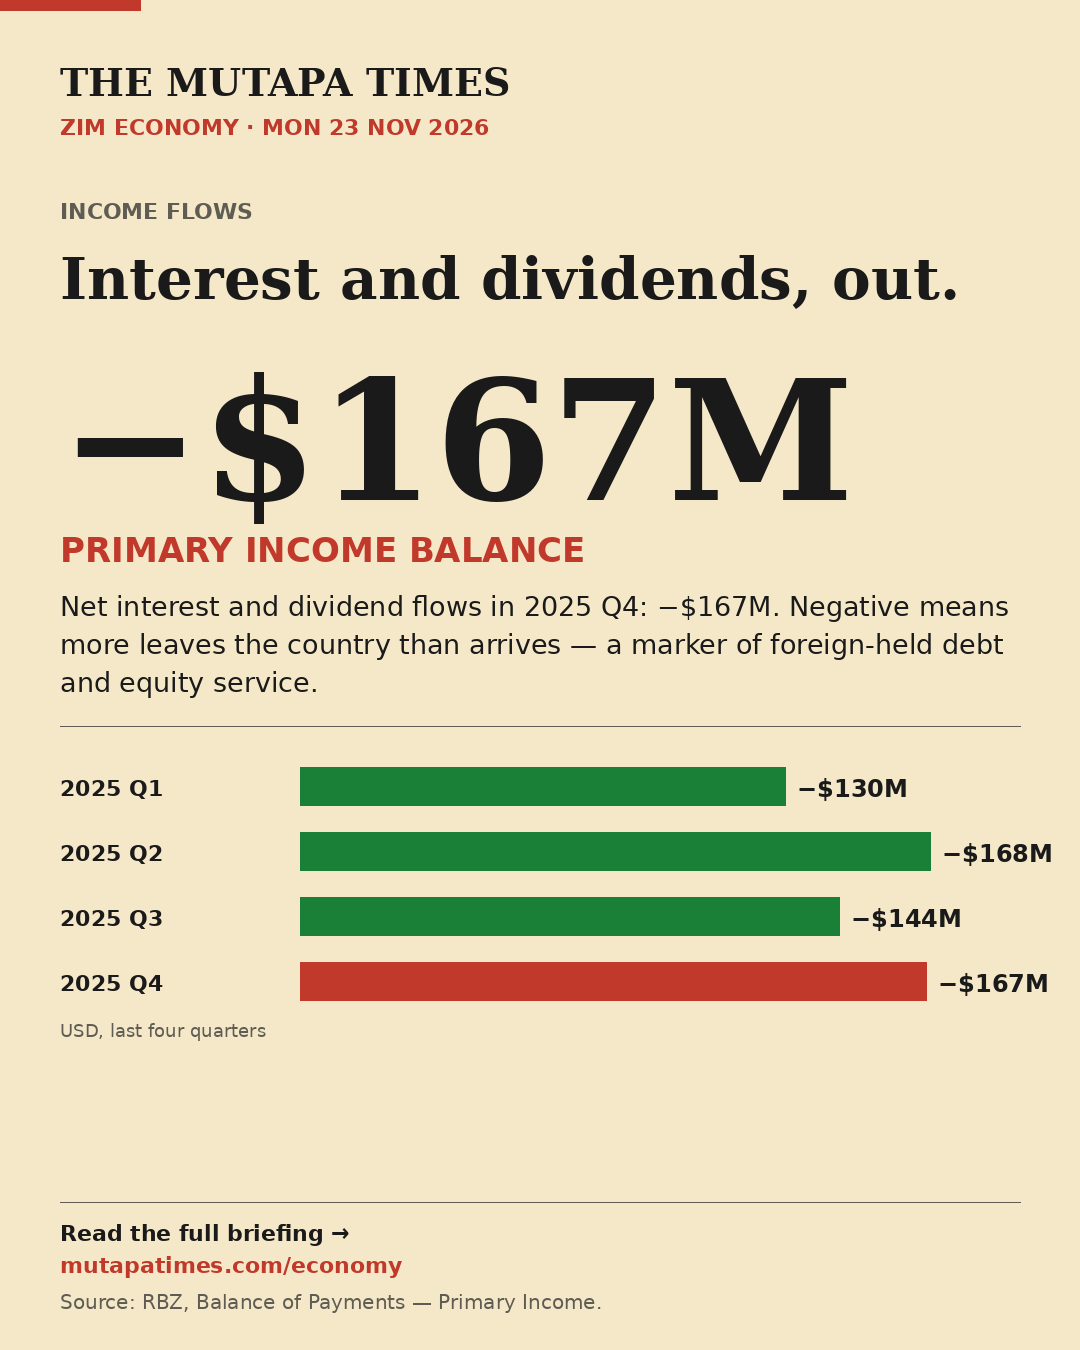 THE MUTAPA TIMES
ZIM ECONOMY · MON 23 NOV 2026
INCOME FLOWS
Interest and dividends, out.
−$167M
PRIMARY INCOME BALANCE
Net interest and dividend flows in 2025 Q4: −$167M. Negative means
more leaves the country than arrives — a marker of foreign-held debt
and equity service.
2025 Q1 −$130M
2025 Q2 −$168M
2025 Q3 −$144M
2025 Q4 −$167M
USD, last four quarters
Read the full briefing →
mutapatimes.com/economy
Source: RBZ, Balance of Payments — Primary Income.